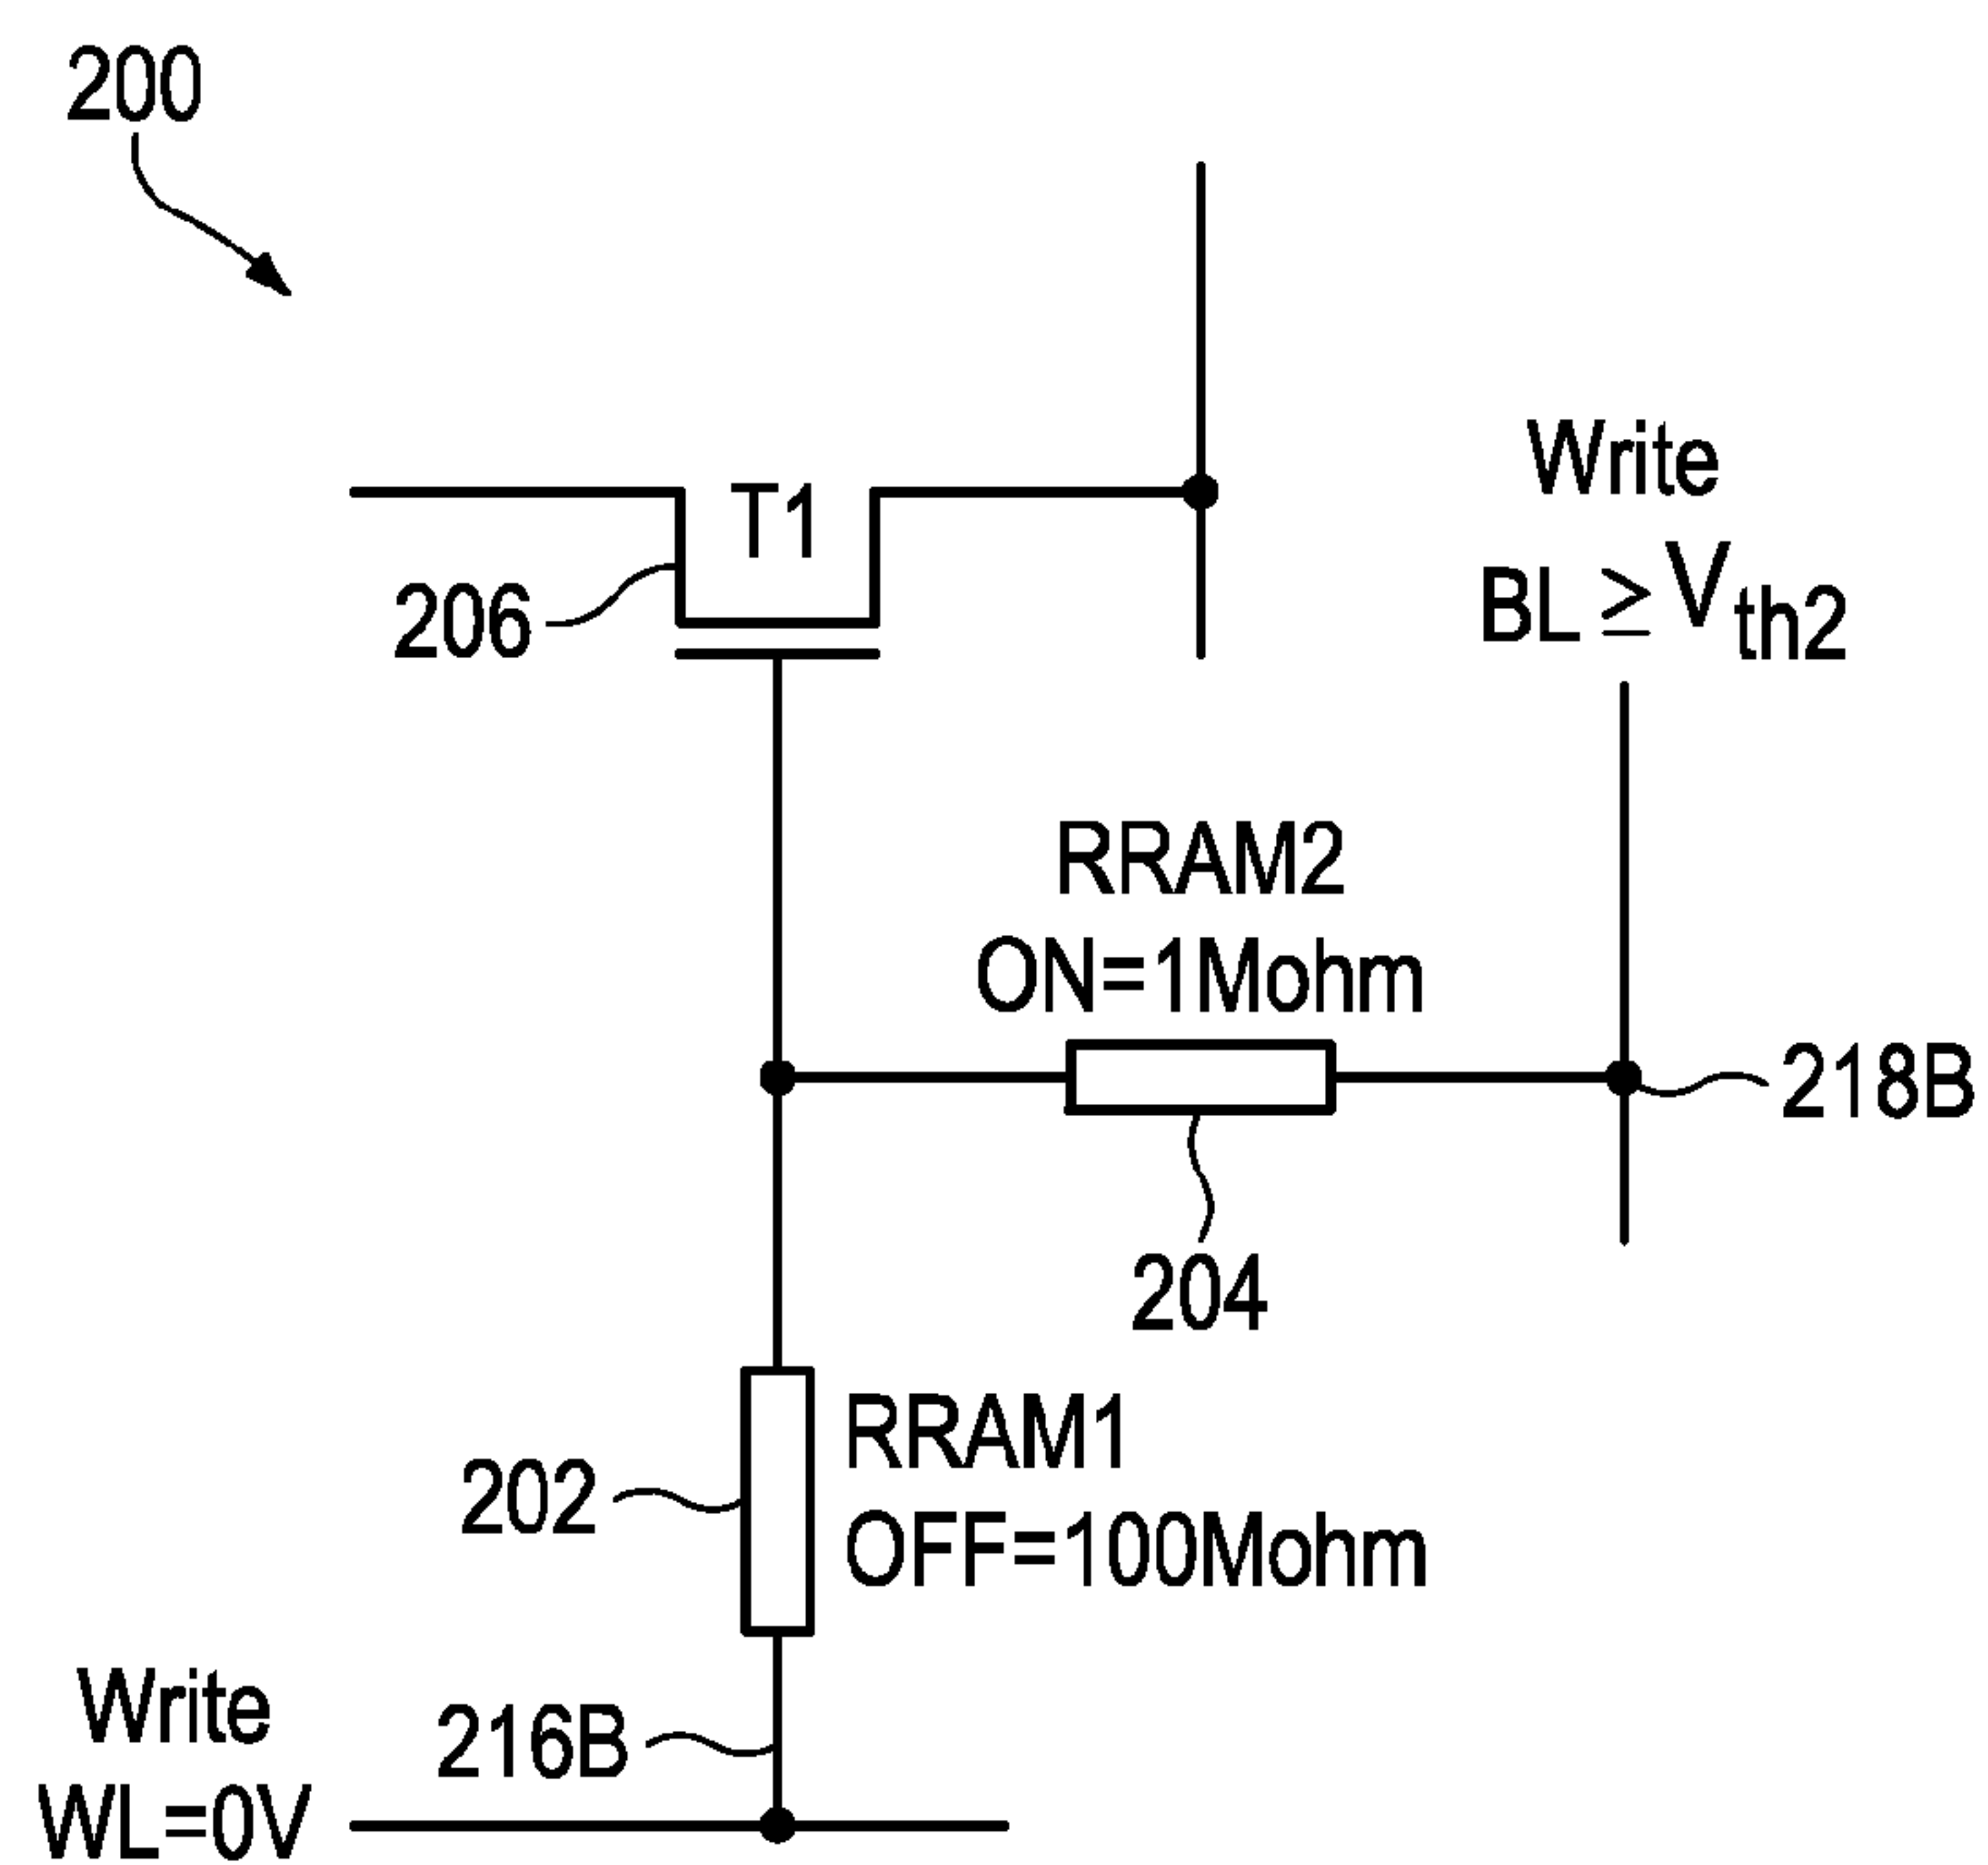 200
T1
206
Write
BL ≥ Vth2
RRAM2
ON=1Mohm
218B
204
RRAM1
202
OFF=100Mohm
216B
Write
WL=0V